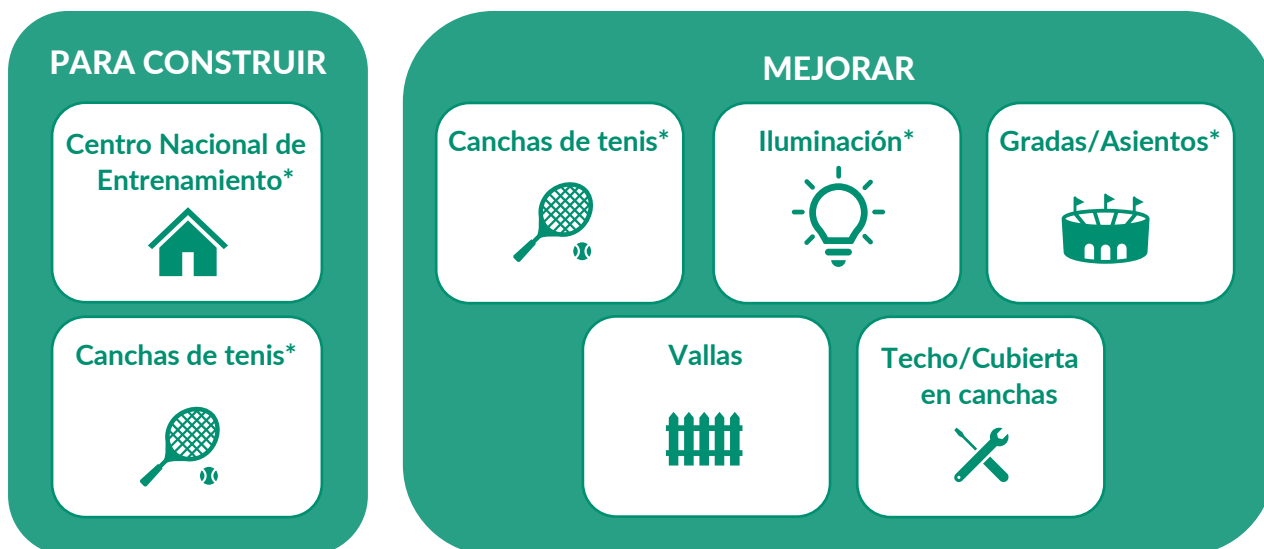 PARA CONSTRUIR
Centro Nacional de
Entrenamiento*
Canchas de tenis*
MEJORAR
Canchas de tenis*
Iluminación*
Gradas/Asientos*
Vallas
Techo/Cubierta
en canchas